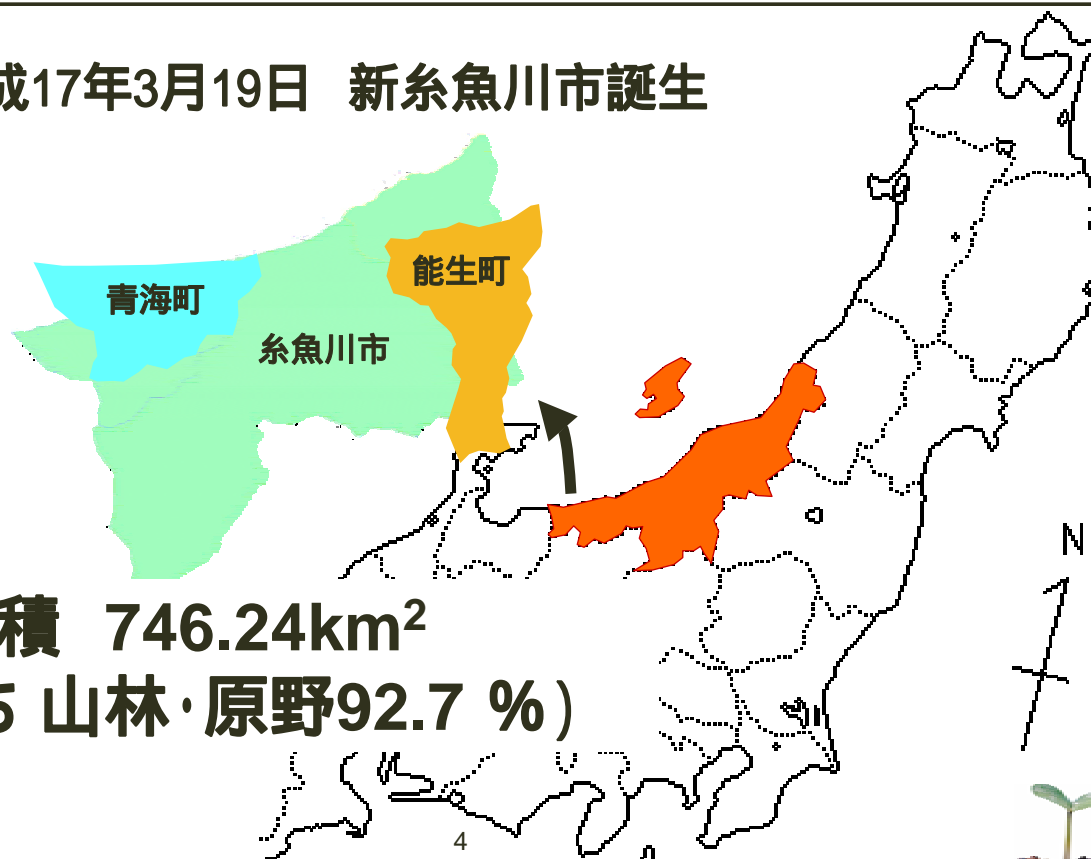 成17年3月19日 新糸魚川市誕生
能生町
青海町
糸魚川市
積 746.24km²
ち 山林・原野92.7 %)
N
4